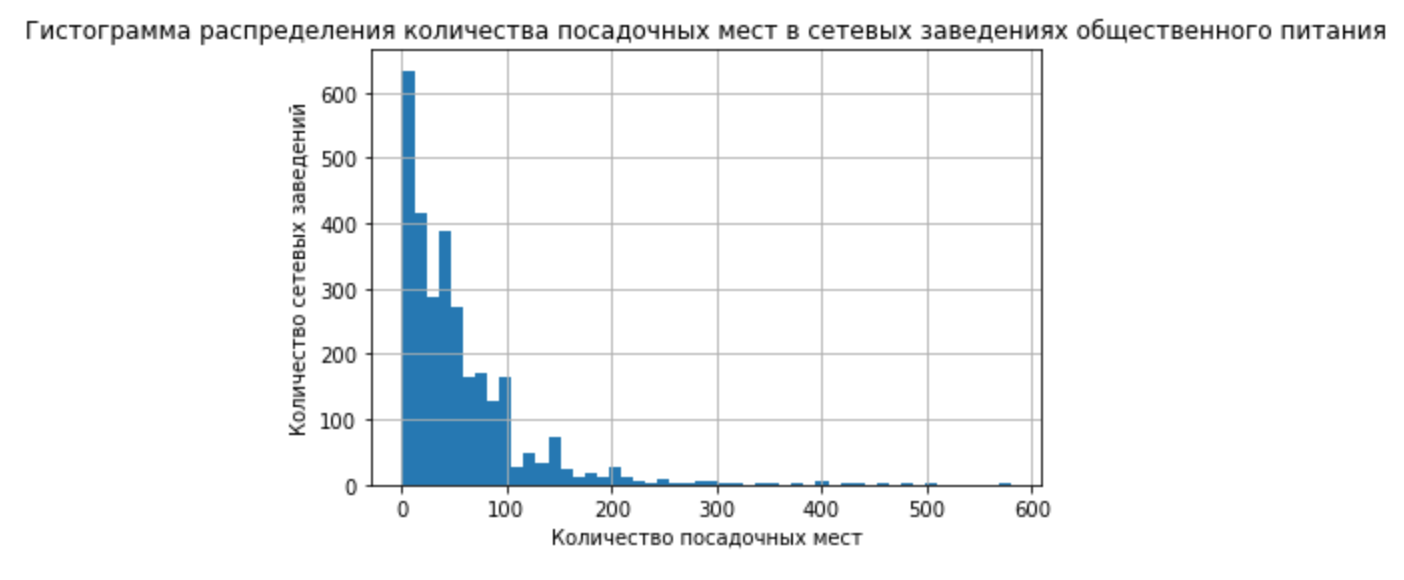 Гистограмма распределения количества посадочных мест в сетевых заведениях общественного питания
Количество сетевых заведений
600
500
400
300
200
100
0
0 100 200 300 400 500 600
Количество посадочных мест